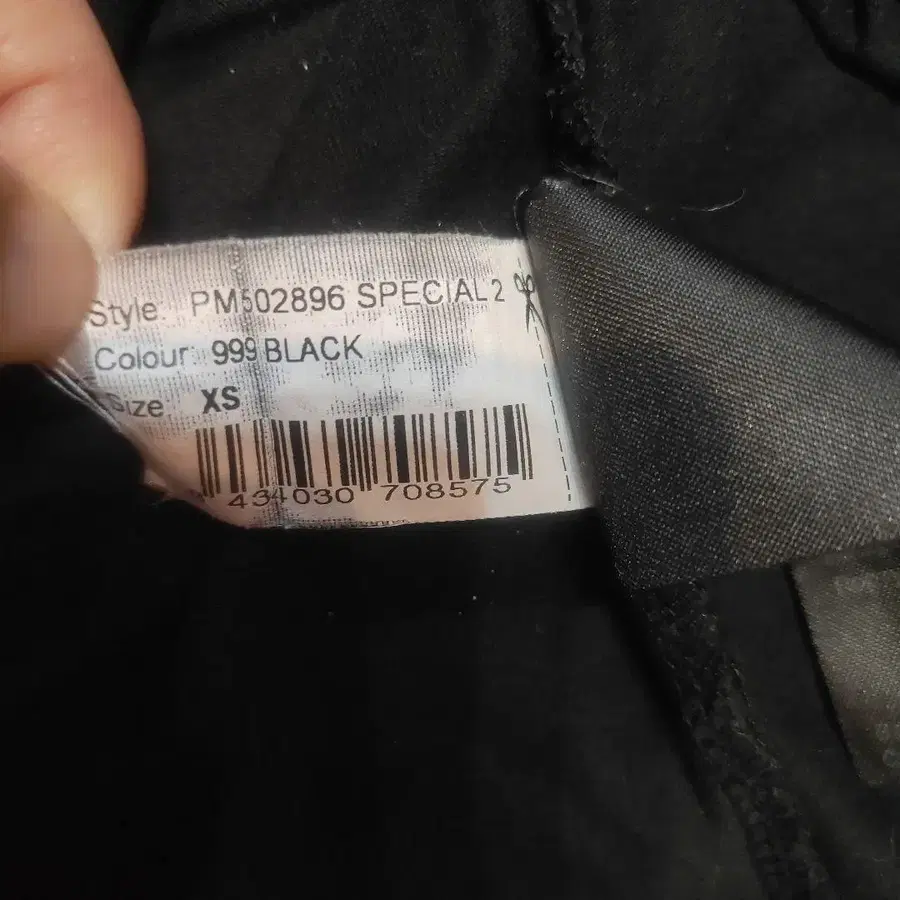 Style: PM502896 SPECIAL 2
Colour: 999 BLACK
Size XS
434030 708575